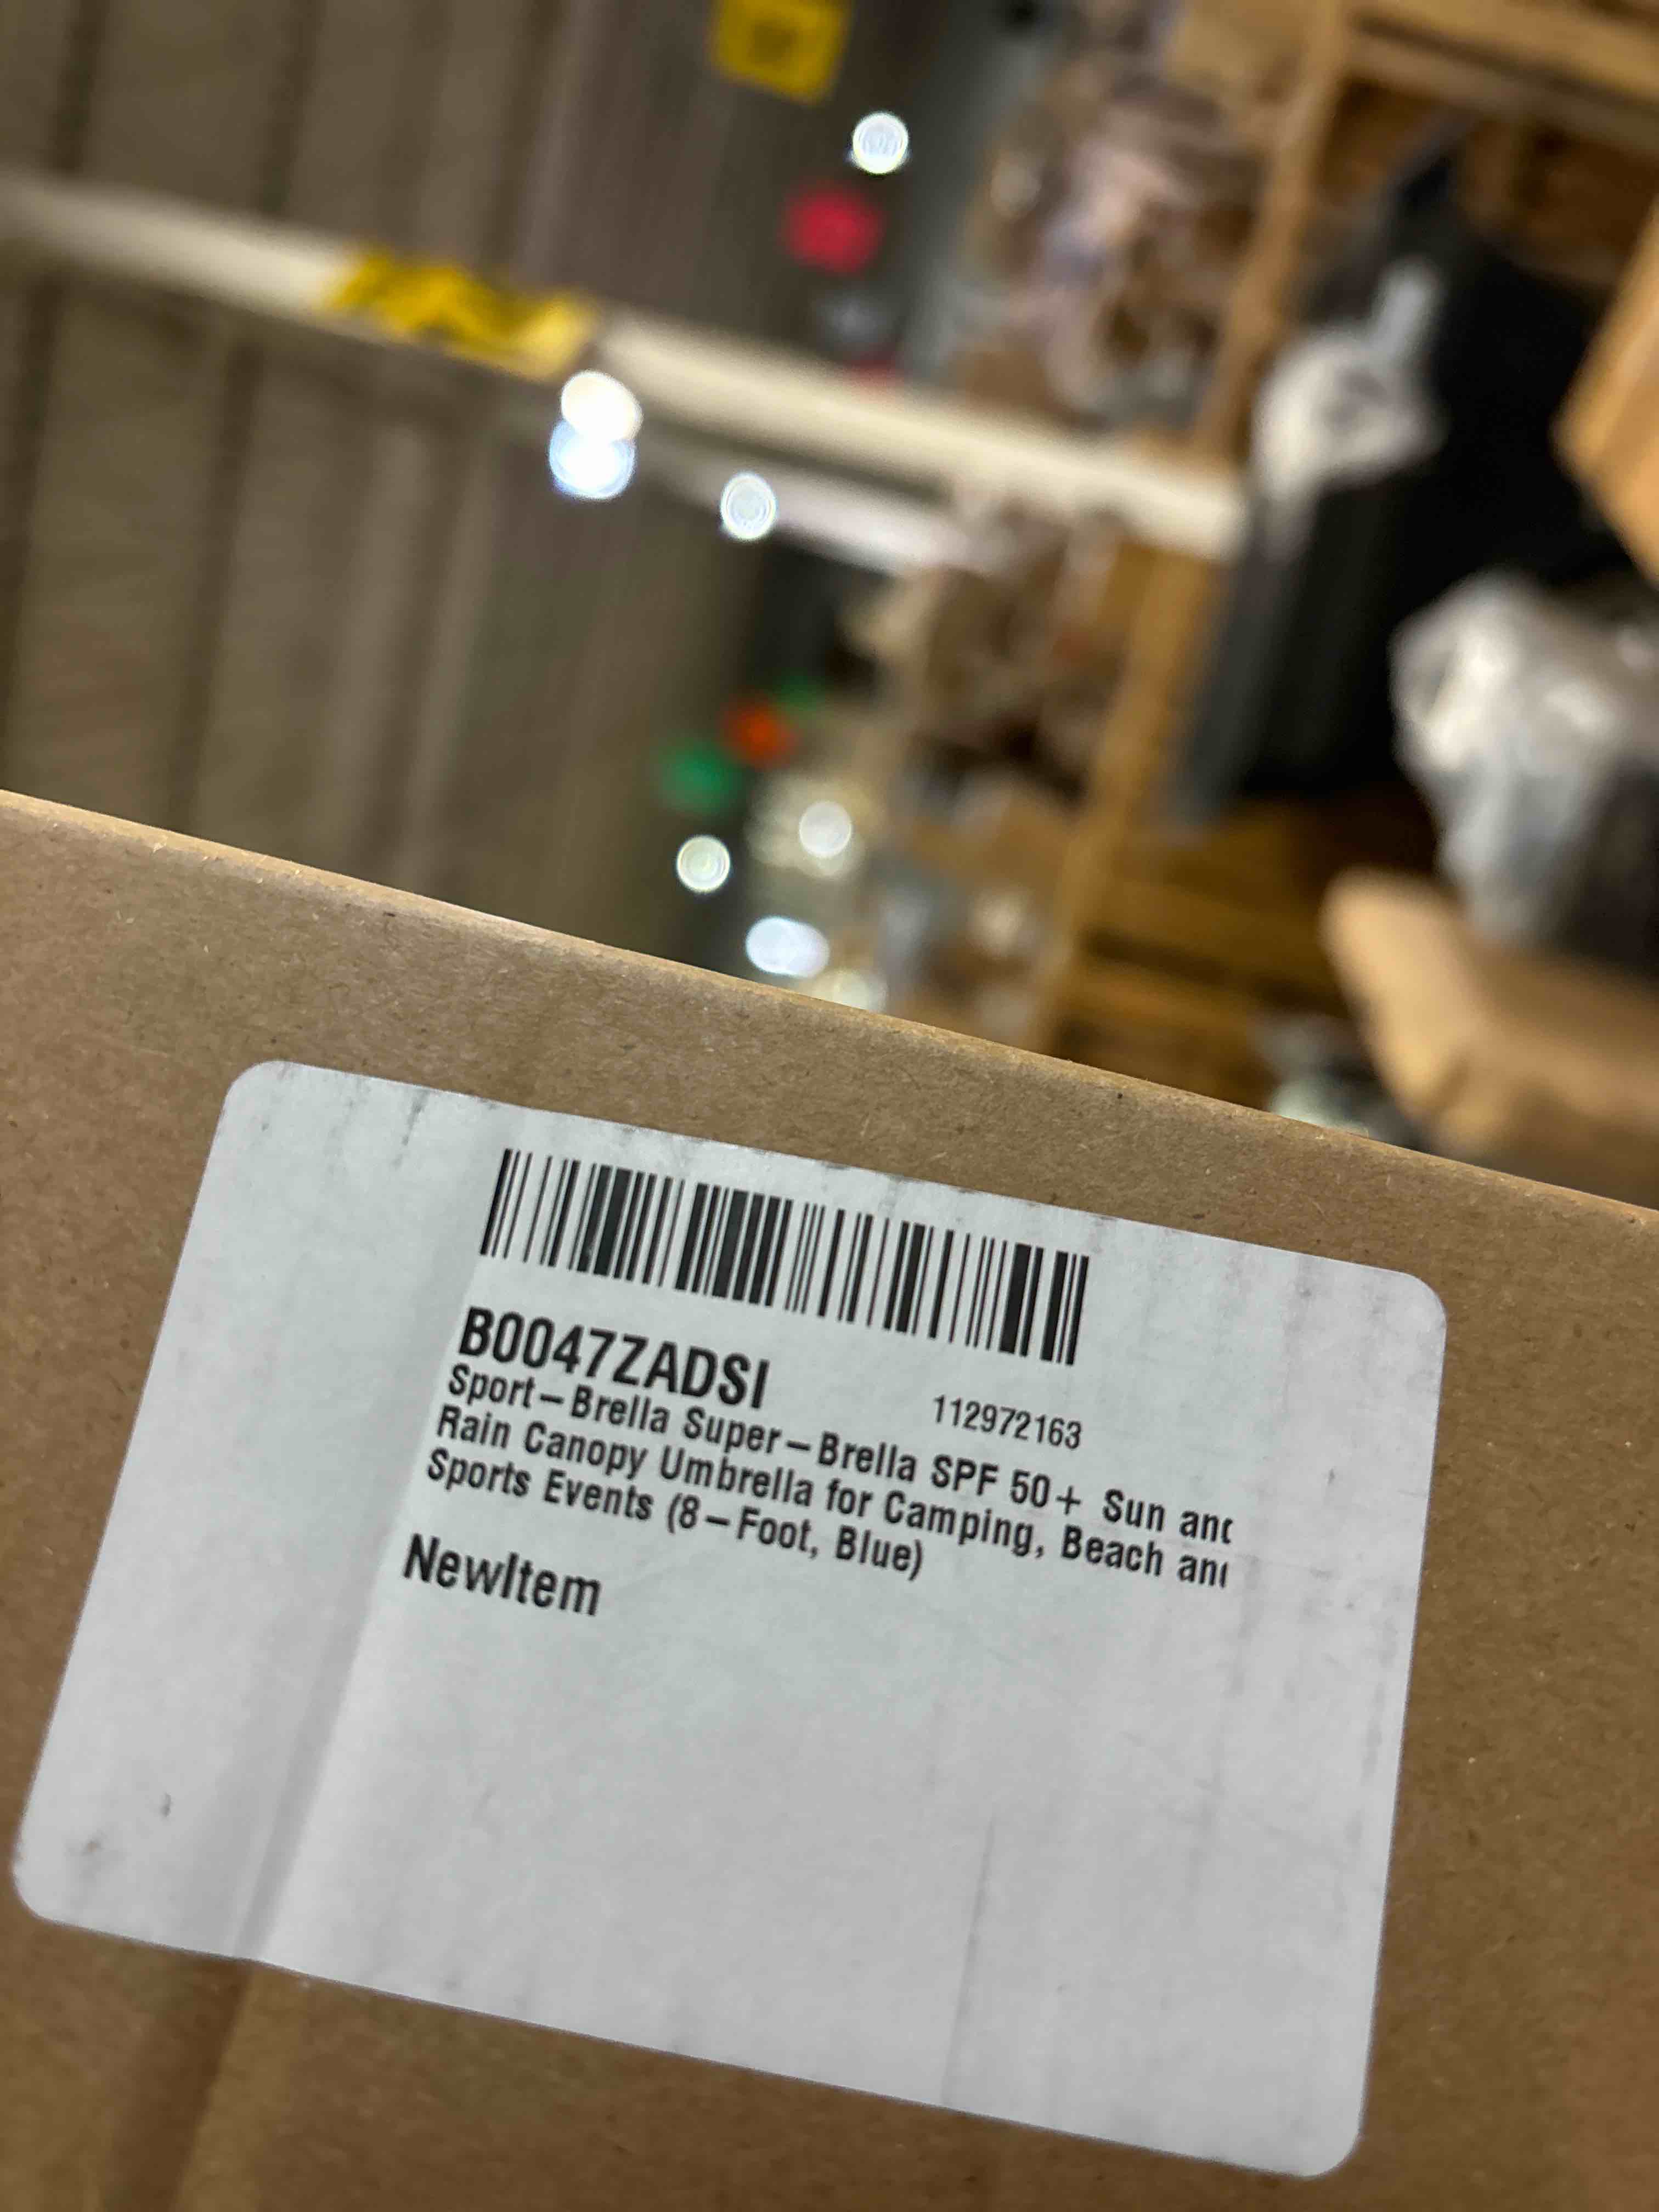 B0047ZADSI
112972163
Sport-Brella Super-Brella SPF 50+ Sun and
Rain Canopy Umbrella for Camping, Beach and
Sports Events (8-Foot, Blue)
NewItem